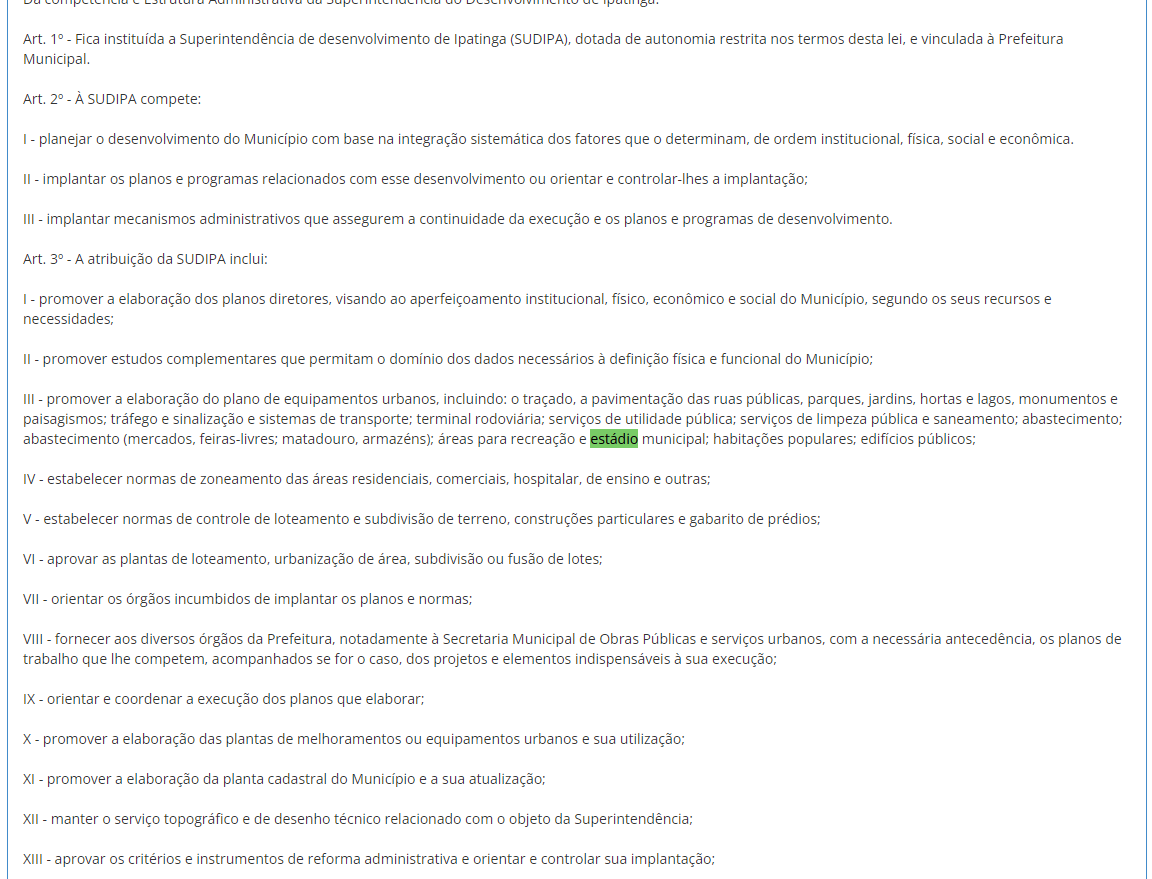 Da competência e Estrutura Administrativa da Superintendência do Desenvolvimento de Ipatinga.
Art. 1º - Fica instituída a Superintendência de desenvolvimento de Ipatinga (SUDIPA), dotada de autonomia restrita nos termos desta lei, e vinculada à Prefeitura
Municipal.
Art. 2º - À SUDIPA compete:
I - planejar o desenvolvimento do Município com base na integração sistemática dos fatores que o determinam, de ordem institucional, física, social e econômica.
II - implantar os planos e programas relacionados com esse desenvolvimento ou orientar e controlar-lhes a implantação;
III - implantar mecanismos administrativos que assegurem a continuidade da execução e os planos e programas de desenvolvimento.
Art. 3º - A atribuição da SUDIPA inclui:
I - promover a elaboração dos planos diretores, visando ao aperfeiçoamento institucional, físico, econômico e social do Município, segundo os seus recursos e
necessidades;
II - promover estudos complementares que permitam o domínio dos dados necessários à definição física e funcional do Município;
III - promover a elaboração do plano de equipamentos urbanos, incluindo: o traçado, a pavimentação das ruas públicas, parques, jardins, hortas e lagos, monumentos e
paisagismos; tráfego e sinalização e sistemas de transporte; terminal rodoviária; serviços de utilidade pública; serviços de limpeza pública e saneamento; abastecimento;
abastecimento (mercados, feiras-livres; matadouro, armazéns); áreas para recreação e estádio municipal; habitações populares; edifícios públicos;
IV - estabelecer normas de zoneamento das áreas residenciais, comerciais, hospitalar, de ensino e outras;
V - estabelecer normas de controle de loteamento e subdivisão de terreno, construções particulares e gabarito de prédios;
VI - aprovar as plantas de loteamento, urbanização de área, subdivisão ou fusão de lotes;
VII - orientar os órgãos incumbidos de implantar os planos e normas;
VIII - fornecer aos diversos órgãos da Prefeitura, notadamente à Secretaria Municipal de Obras Públicas e serviços urbanos, com a necessária antecedência, os planos de
trabalho que lhe competem, acompanhados se for o caso, dos projetos e elementos indispensáveis à sua execução;
IX - orientar e coordenar a execução dos planos que elaborar;
X - promover a elaboração das plantas de melhoramentos ou equipamentos urbanos e sua utilização;
XI - promover a elaboração da planta cadastral do Município e a sua atualização;
XII - manter o serviço topográfico e de desenho técnico relacionado com o objeto da Superintendência;
XIII - aprovar os critérios e instrumentos de reforma administrativa e orientar e controlar sua implantação;